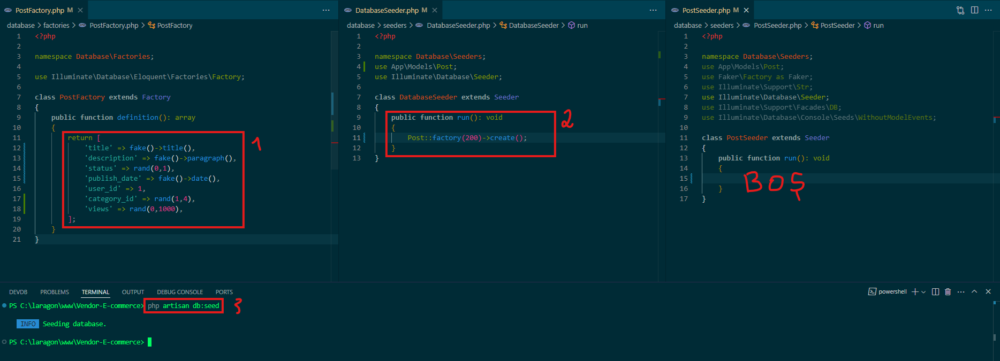 PostFactory.php M
database > factories > PostFactory.php > PostFactory
1 <?php
2
3 namespace Database\Factories;
4
5 use Illuminate\Database\Eloquent\Factories\Factory;
6
7 class PostFactory extends Factory
8 {
9 public function definition(): array
10 {
11 return [
12 'title' => fake()->title(),
13 'description' => fake()->paragraph(),
14 'status' => rand(0,1),
15 'publish_date' => fake()->date(),
16 'user_id' => 1,
17 'category_id' => rand(1,4),
18 'views' => rand(0,1000),
19 ];
20 }
21 }
1
DatabaseSeeder.php M
database > seeders > DatabaseSeeder.php > DatabaseSeeder > run
1 <?php
2
3 namespace Database\Seeders;
4 use App\Models\Post;
5 use Illuminate\Database\Seeder;
6
7 class DatabaseSeeder extends Seeder
8 {
9 public function run(): void
10 {
11 Post::factory(200)->create();
12 }
13 }
2
PostSeeder.php M
database > seeders > PostSeeder.php > PostSeeder > run
1 <?php
2
3 namespace Database\Seeders;
4 use App\Models\Post;
5 use Faker\Factory as Faker;
6 use Illuminate\Support\Str;
7 use Illuminate\Database\Seeder;
8 use Illuminate\Support\Facades\DB;
9 use Illuminate\Database\Console\Seeds\WithoutModelEvents;
10
11 class PostSeeder extends Seeder
12 {
13 public function run(): void
14 {
15
16 }
17 }
BOŞ
DEVDB PROBLEMS TERMINAL OUTPUT DEBUG CONSOLE PORTS
powershell
PS C:\laragon\www\Vendor-E-commerce> php artisan db:seed
3
INFO Seeding database.
PS C:\laragon\www\Vendor-E-commerce>